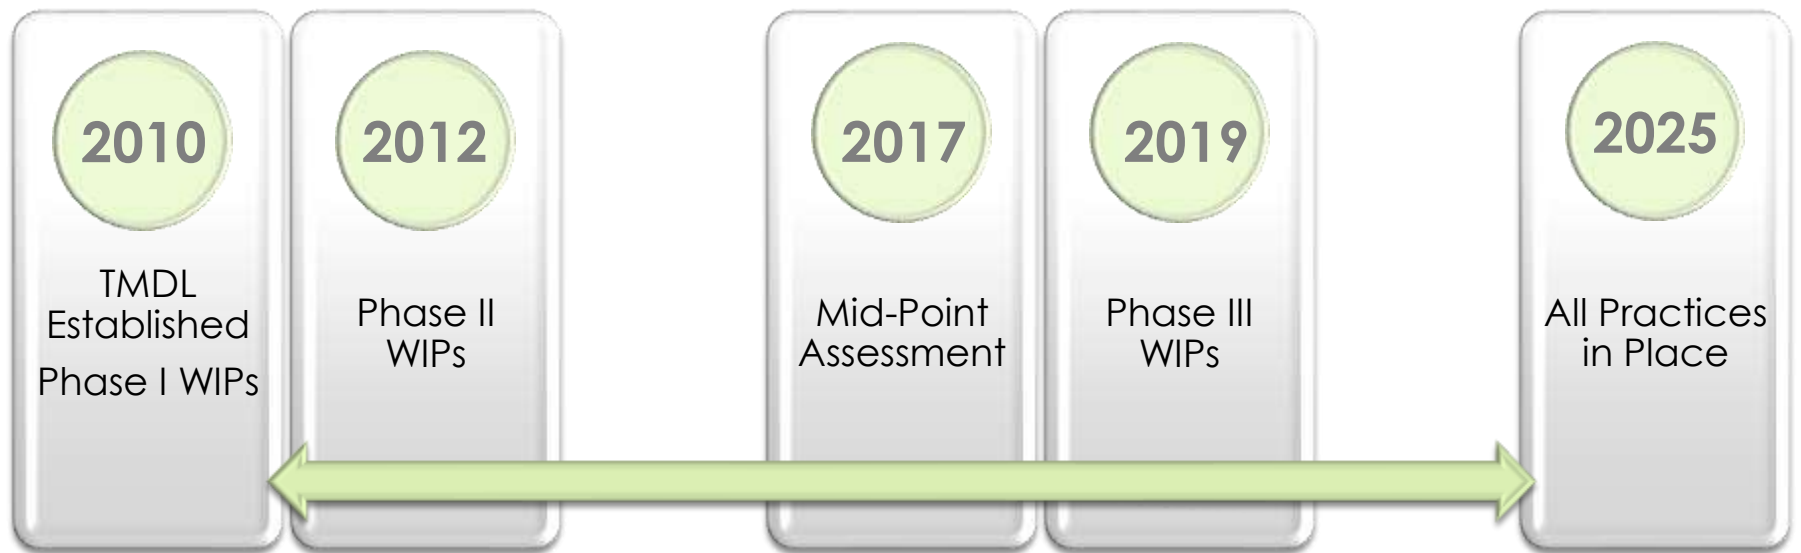 2010
TMDL
Established
Phase I WIPs
2012
Phase II
WIPs
2017
Mid-Point
Assessment
2019
Phase III
WIPs
2025
All Practices
in Place